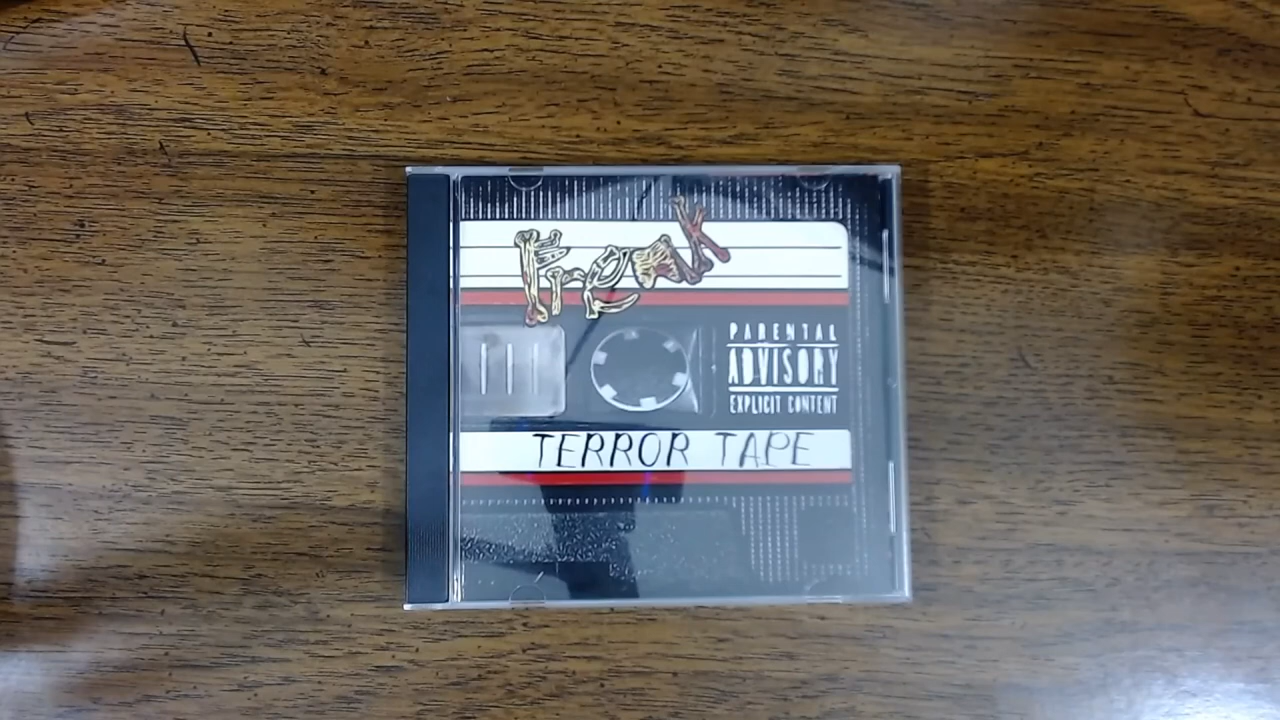 FreAK
PARENTAL
ADVISORY
EXPLICIT CONTENT
TERROR TAPE